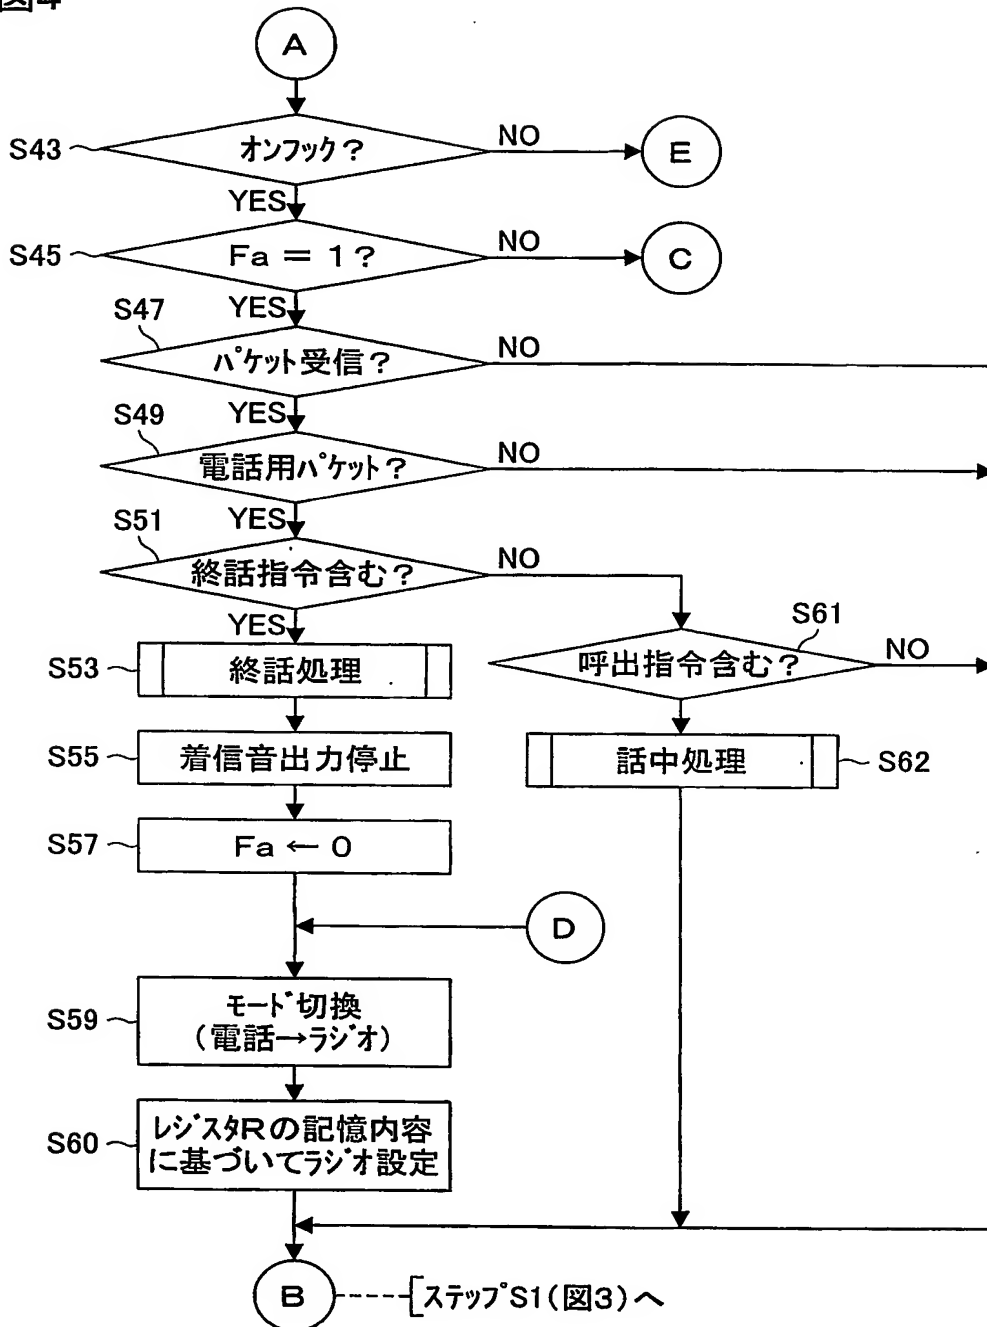 図4
A
S43
オンフック？
NO
E
YES
S45
Fa = 1？
NO
C
YES
S47
パケット受信？
NO
YES
S49
電話用パケット？
NO
YES
S51
終話指令含む？
NO
YES
S61
呼出指令含む？
NO
S53
終話処理
S55
着信音出力停止
話中処理
S62
S57
Fa ← 0
D
S59
モード切換
(電話→ラジオ)
S60
レジスタRの記憶内容
に基づいてラジオ設定
B
ステップS1(図3)へ